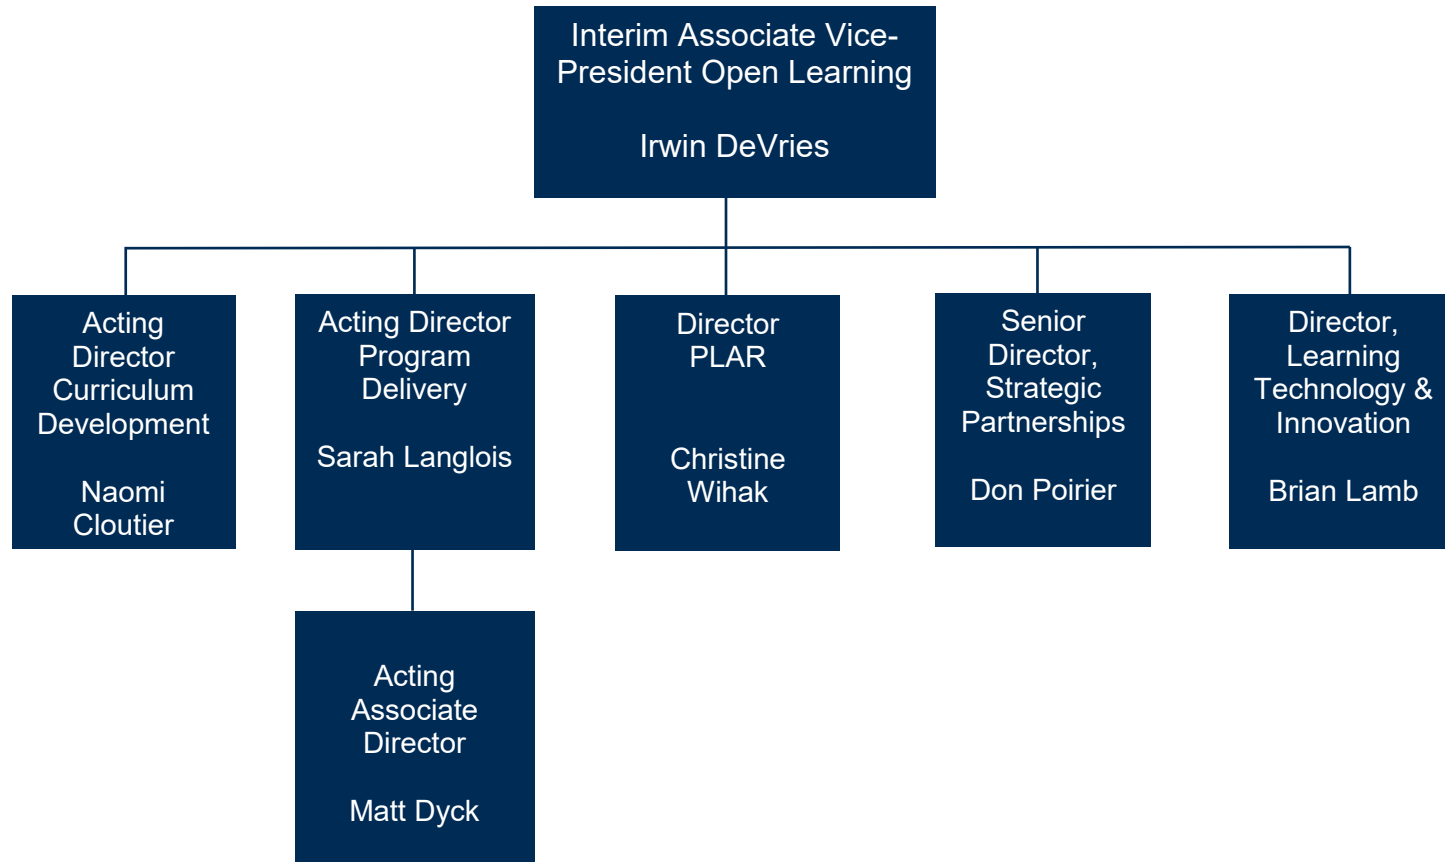 Interim Associate Vice-
President Open Learning
Irwin DeVries
Acting
Director
Curriculum
Development
Naomi
Cloutier
Acting Director
Program
Delivery
Sarah Langlois
Director
PLAR
Christine
Wihak
Senior
Director,
Strategic
Partnerships
Don Poirier
Director,
Learning
Technology &
Innovation
Brian Lamb
Acting
Associate
Director
Matt Dyck